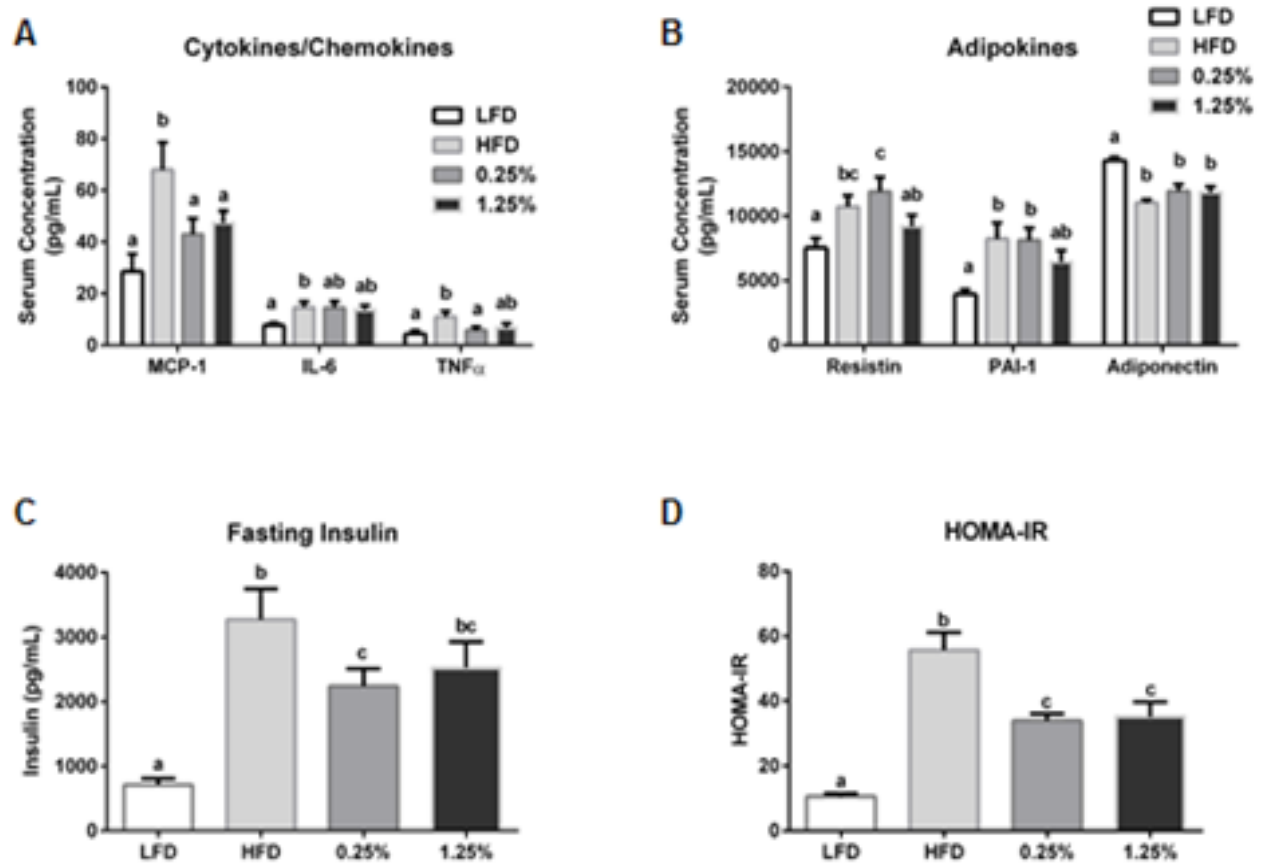 A
Cytokines/Chemokines
Serum Concentration
(pg/mL)
100
80
60
40
20
0
LFD
HFD
0.25%
1.25%
a b a a
a b ab ab
a b a ab
MCP-1 IL-6 TNFα
B
Adipokines
LFD
HFD
0.25%
1.25%
Serum Concentration
(pg/mL)
20000
15000
10000
5000
0
a bc c ab
a b b ab
a b b b
Resistin PAI-1 Adiponectin
C
Fasting Insulin
Insulin (pg/mL)
4000
3000
2000
1000
0
a b c bc
LFD HFD 0.25% 1.25%
D
HOMA-IR
HOMA-IR
80
60
40
20
0
a b c c
LFD HFD 0.25% 1.25%